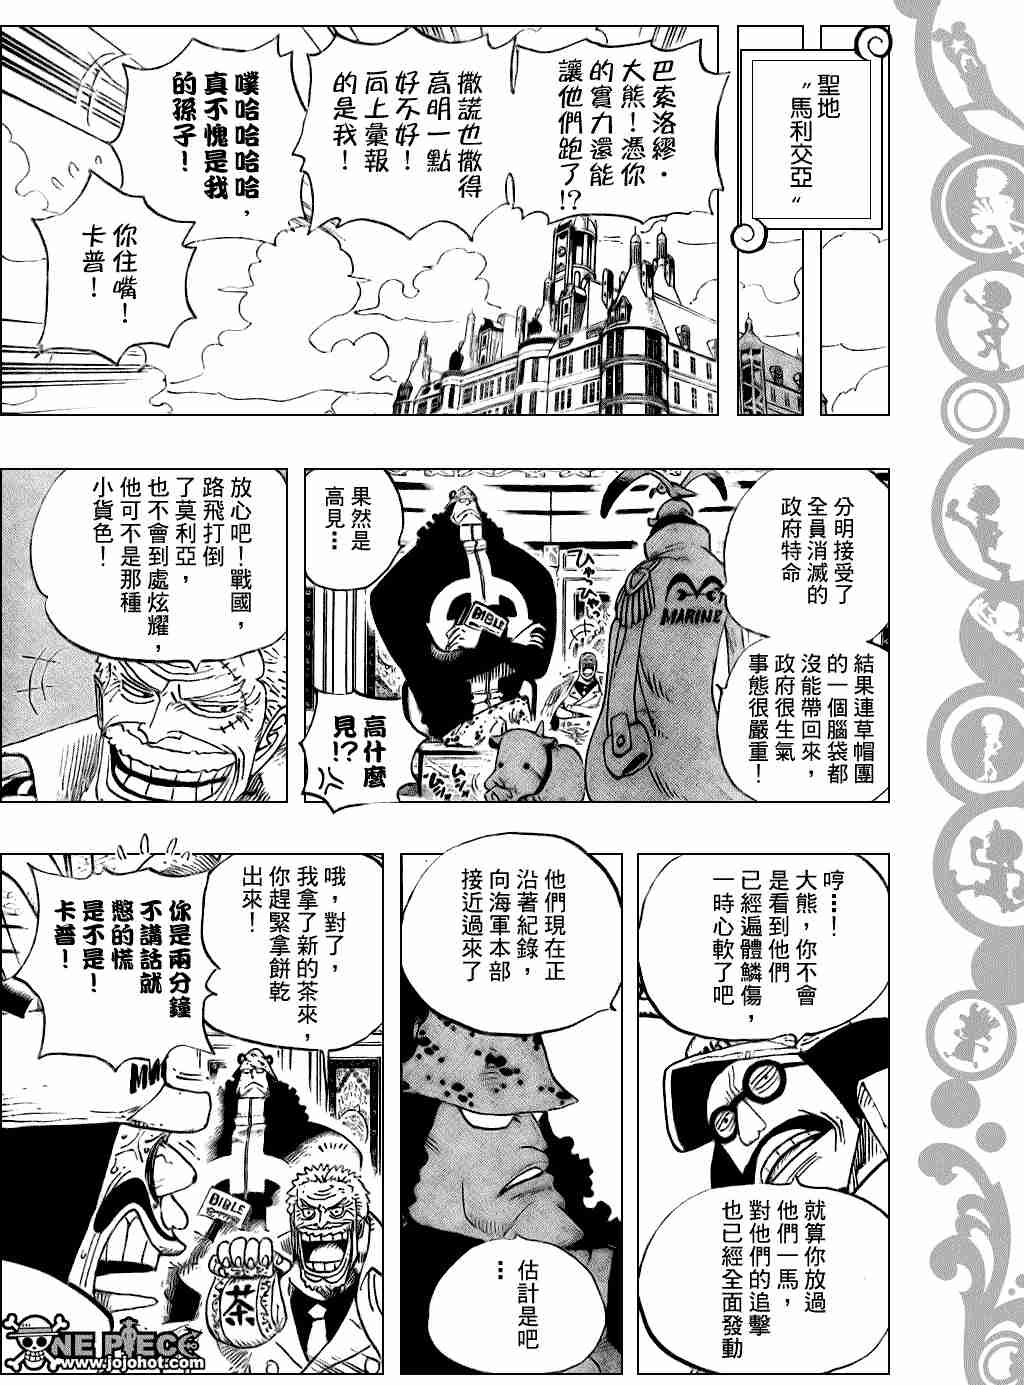 聖地
"馬利交亞"
巴索洛繆·
大熊！憑你
的實力還能
讓他們跑了!?
撒謊也撒得
高明一點
好不好！
向上彙報
的是我！
噗哈哈哈哈，
真不愧是我
的孫子！
你住嘴！
卡普！
分明接受了
全員消滅的
政府特命
結果連草帽團
的一個腦袋都
沒能帶回來，
政府很生氣
事態很嚴重！
MARINE
ひゃっ
ひゃっ
BIBLE
果然是
高見…
高什麼
見!?
放心吧！戰國，
路飛打倒
了莫利亞，
也不會到處炫耀，
他可不是那種
小貨色！
哼…！
大熊，你不會
是看到他們
已經遍體鱗傷，
一時心軟了吧
就算你放過
他們一馬，
對他們的追擊
也已經全面發動
他們現在正
沿著紀錄，
向海軍本部
接近過來了
估計是吧
…
哦，對了，
我拿了新的茶來，
你趕緊拿餅乾
出來！
你是兩分鐘
不講話就
憋的慌
是不是！
卡普！
BIBLE
茶
ONE PIECE
www.jojohot.com